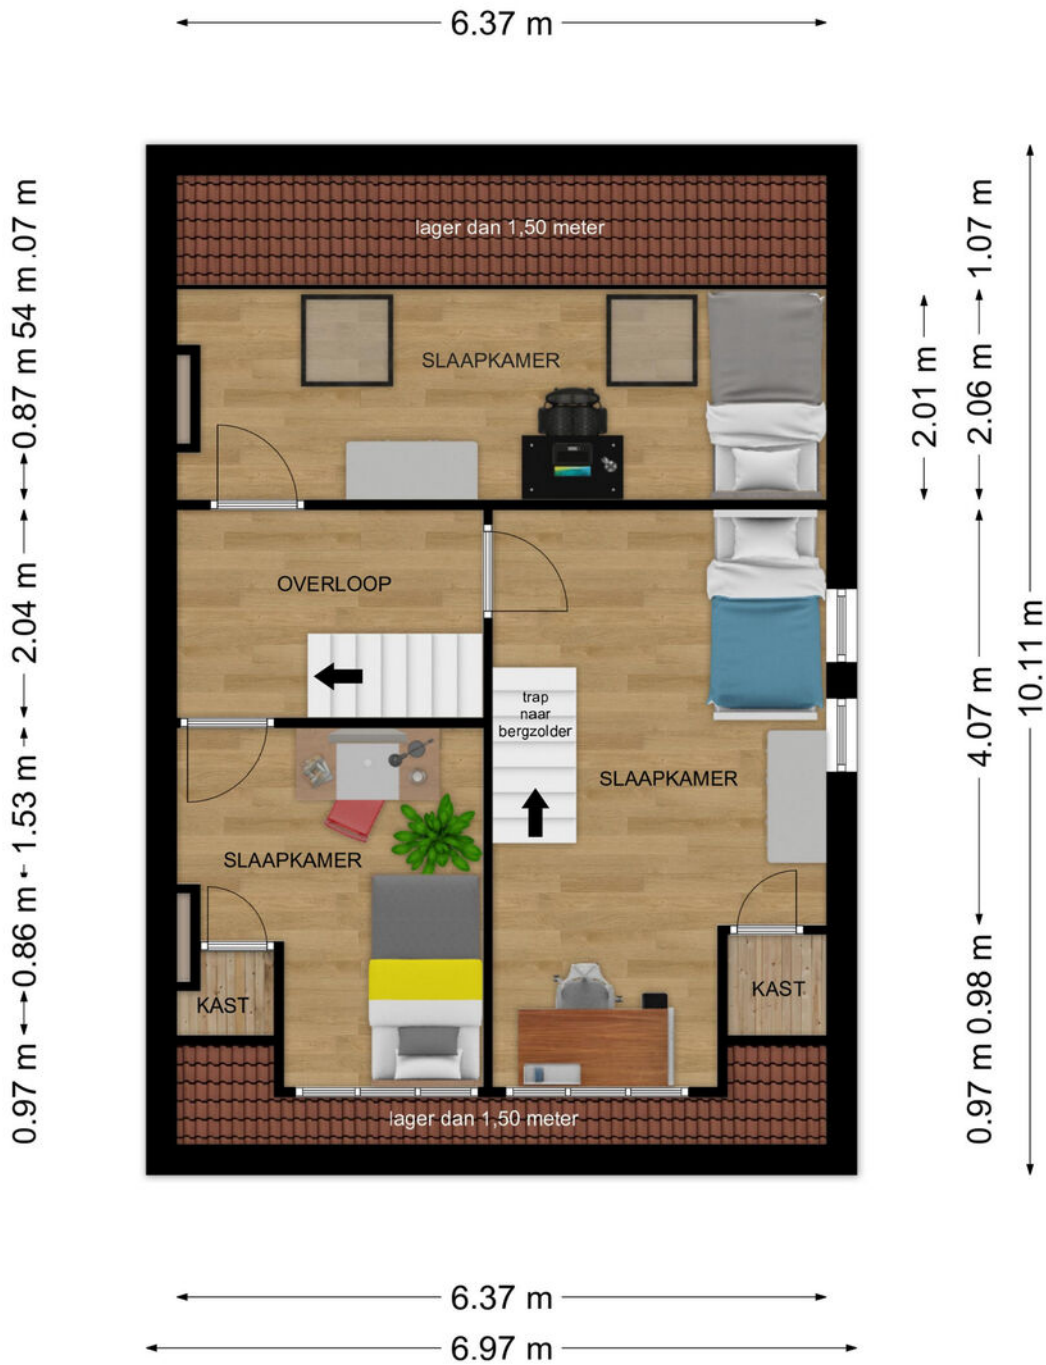 6.37 m
lager dan 1,50 meter
SLAAPKAMER
OVERLOOP
trap
naar
bergzolder
SLAAPKAMER
SLAAPKAMER
KAST
KAST
lager dan 1,50 meter
.07 m
54 m
0.87 m
2.04 m
1.53 m
0.86 m
0.97 m
2.01 m
1.07 m
2.06 m
4.07 m
0.98 m
0.97 m
10.11 m
6.37 m
6.97 m